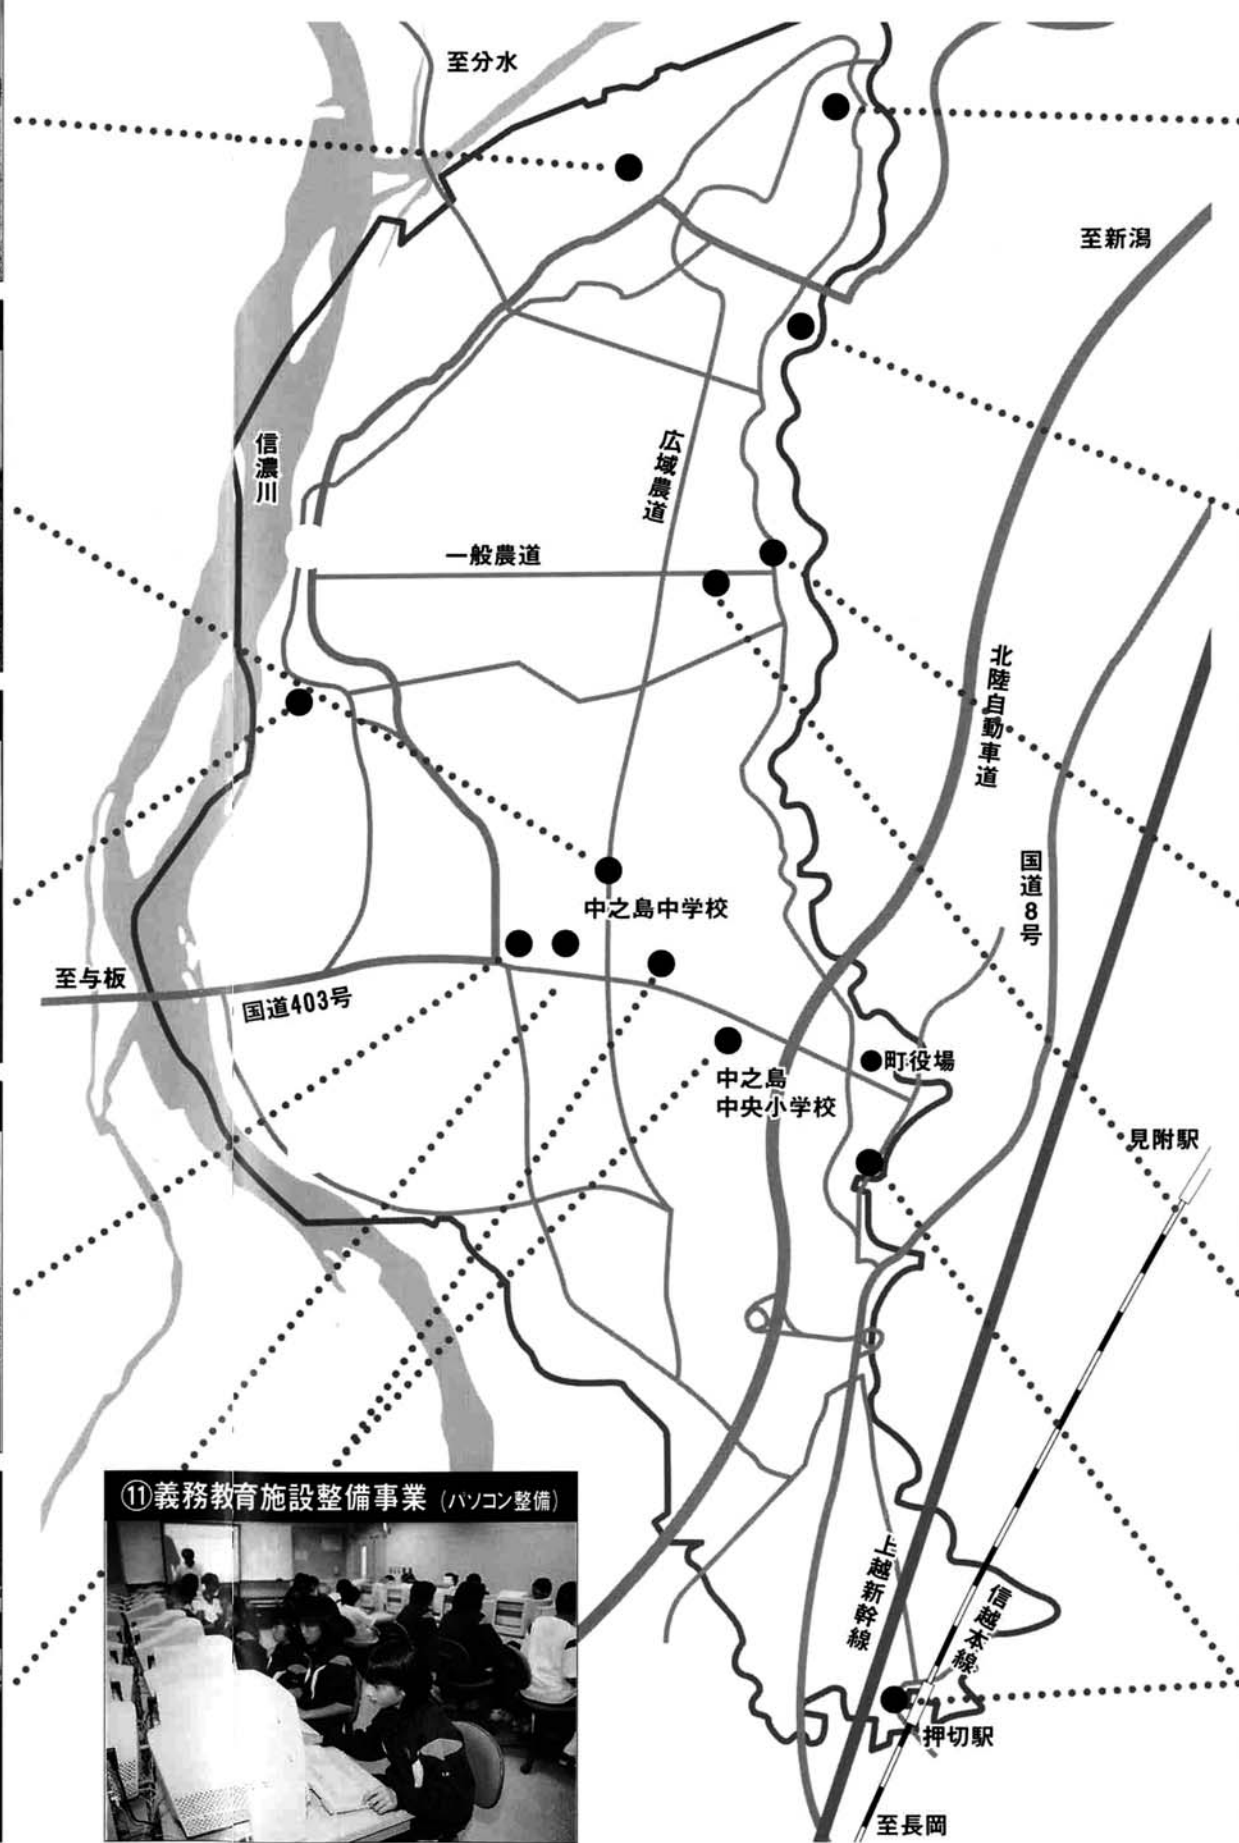 至分水
至新潟
信濃川
広域農道
一般農道
北陸自動車道
国道8号
中之島中学校
至与板
国道403号
町役場
中之島
中央小学校
見附駅
⑪義務教育施設整備事業（パソコン整備）
上越新幹線
信越本線
押切駅
至長岡